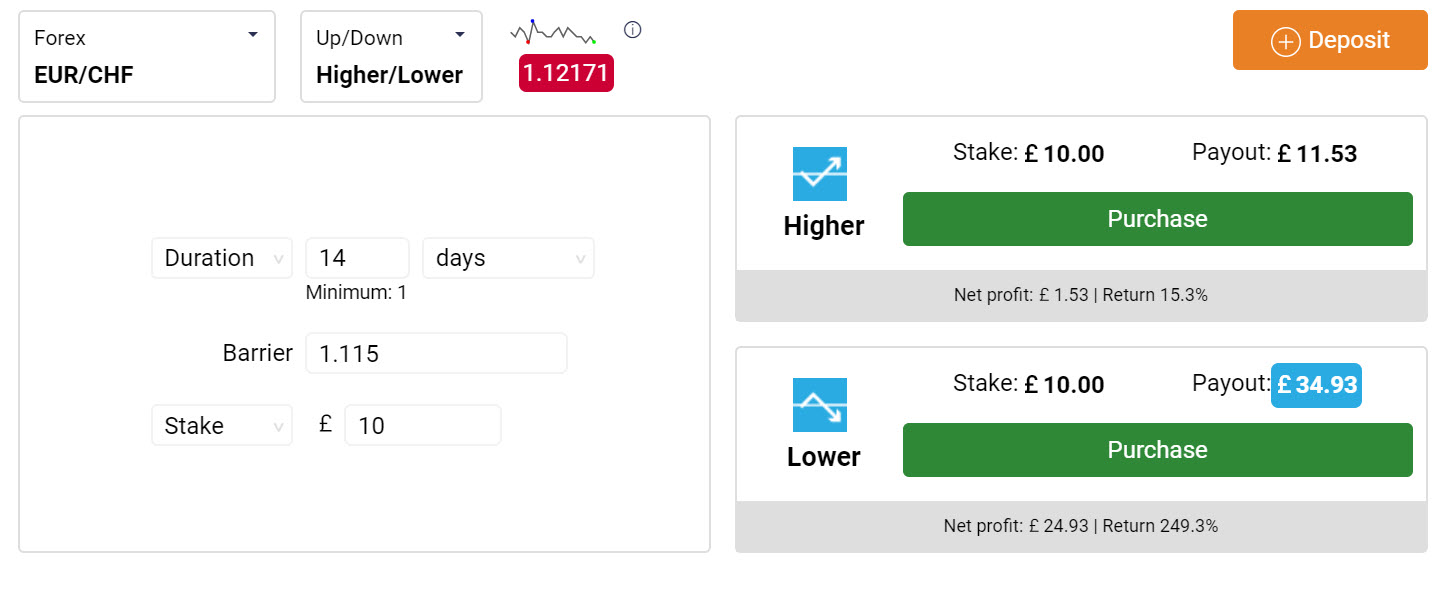 Forex
EUR/CHF
Up/Down
Higher/Lower
1.12171
Deposit
Duration 14 days
Minimum: 1
Barrier 1.115
Stake £ 10
Higher
Stake: £ 10.00 Payout: £ 11.53
Purchase
Net profit: £ 1.53 | Return 15.3%
Lower
Stake: £ 10.00 Payout: £ 34.93
Purchase
Net profit: £ 24.93 | Return 249.3%